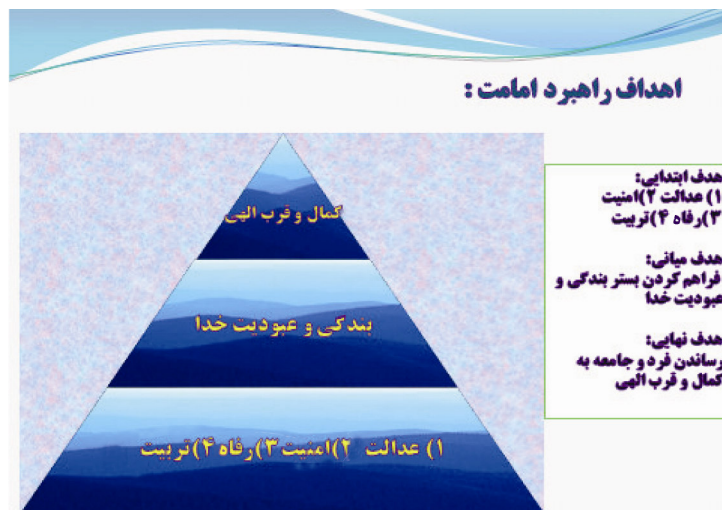 اهداف راهبرد امامت :
کمال و قرب الهی
بندگی و عبودیت خدا
۱) عدالت ۲)امنیت ۳)رفاه ۴)تربیت
هدف ابتدایی:
۱) عدالت ۲)امنیت
۳)رفاه ۴)تربیت
هدف میانی:
فراهم کردن بستر بندگی و
عبودیت خدا
هدف نهایی:
رساندن فرد و جامعه به
کمال و قرب الهی